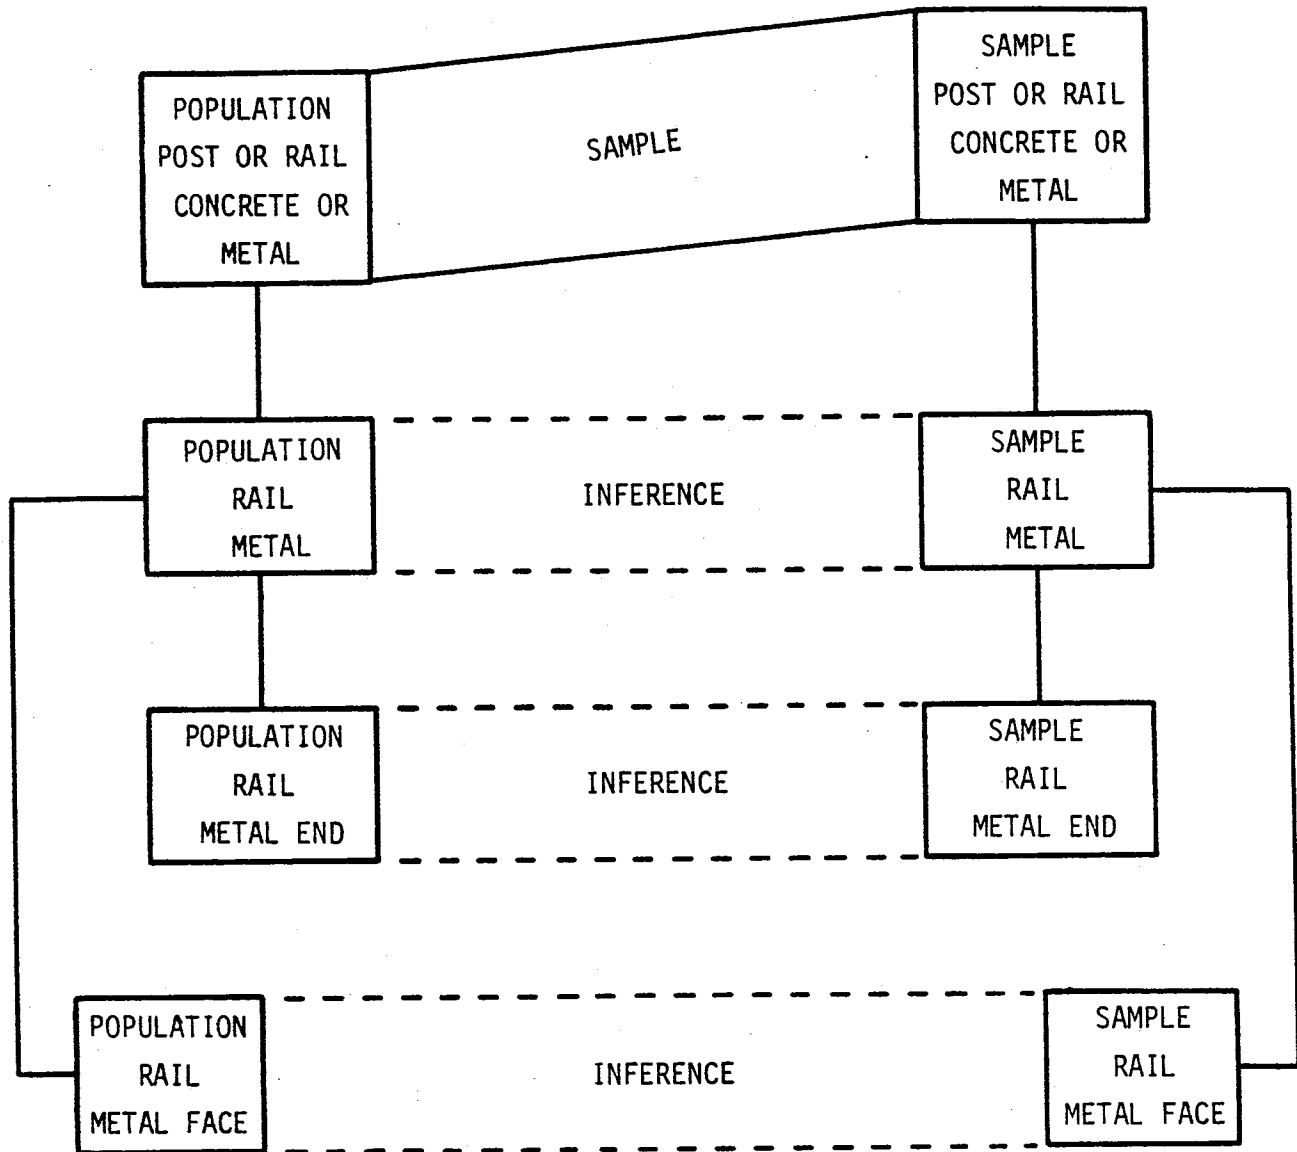 POPULATION
POST OR RAIL
CONCRETE OR
METAL
SAMPLE
SAMPLE
POST OR RAIL
CONCRETE OR
METAL
POPULATION
RAIL
METAL
INFERENCE
SAMPLE
RAIL
METAL
POPULATION
RAIL
METAL END
INFERENCE
SAMPLE
RAIL
METAL END
POPULATION
RAIL
METAL FACE
INFERENCE
SAMPLE
RAIL
METAL FACE